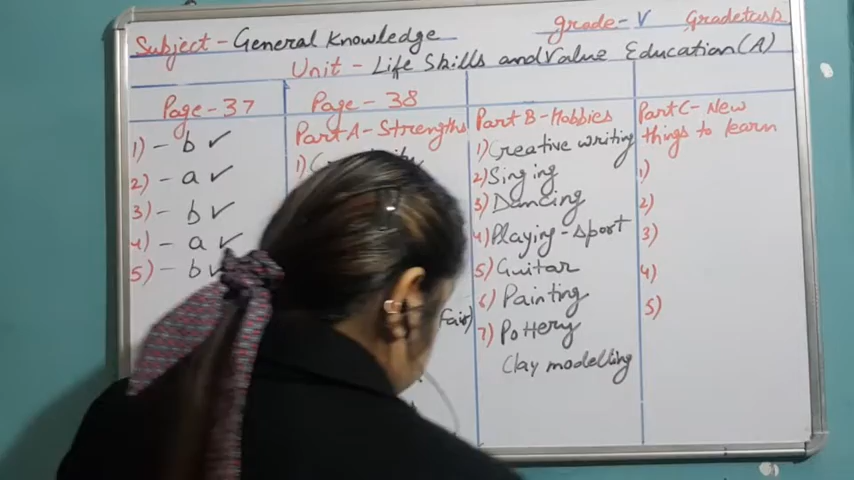 Subject - General Knowledge
grade - V
Gradetask
Unit - Life Skills and Value Education (A)
Page - 37
1) - b ✓
2) - a ✓
3) - b ✓
4) - a ✓
5) - b ✓
Page - 38
Part A - Strengths
1)
Fair)
Part B - Hobbies
1) Creative writing
2) Singing
3) Dancing
4) Playing - sport
5) Guitar
6) Painting
7) Pottery
Clay modelling
Part C - New
things to learn
1)
2)
3)
4)
5)